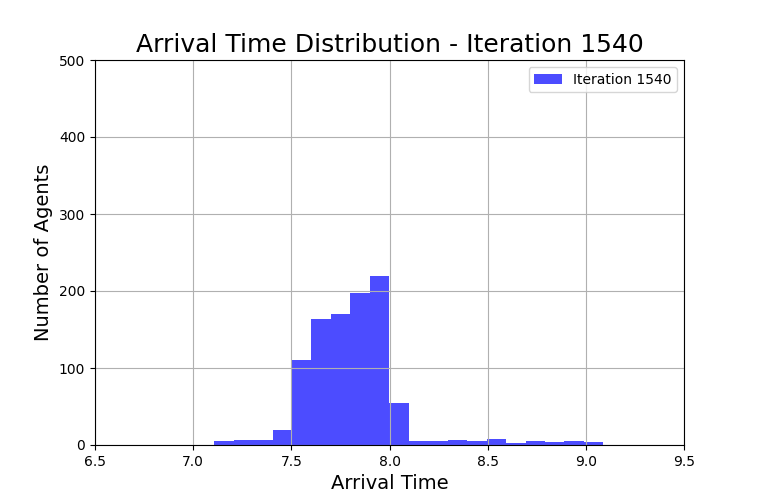 Arrival Time Distribution - Iteration 1540
500
400
300
200
100
0
Number of Agents
Iteration 1540
6.5 7.0 7.5 8.0 8.5 9.0 9.5
Arrival Time